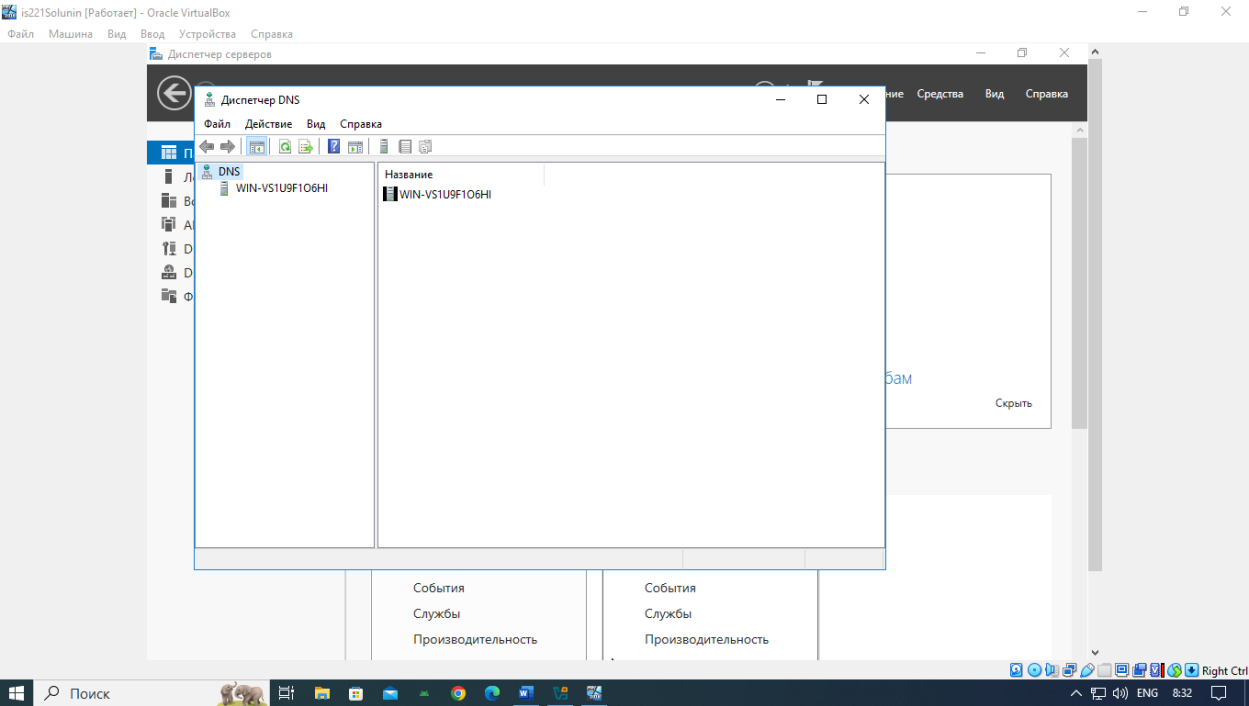 is221Solunin [Работает] - Oracle VirtualBox
Файл Машина Вид Ввод Устройства Справка
Диспетчер серверов
Средства Вид Справка
Диспетчер DNS
Файл Действие Вид Справка
DNS
WIN-VS1U9F1O6HI
Название
WIN-VS1U9F1O6HI
Скрыть
События
Службы
Производительность
События
Службы
Производительность
Right Ctrl
Поиск
ENG 8:32